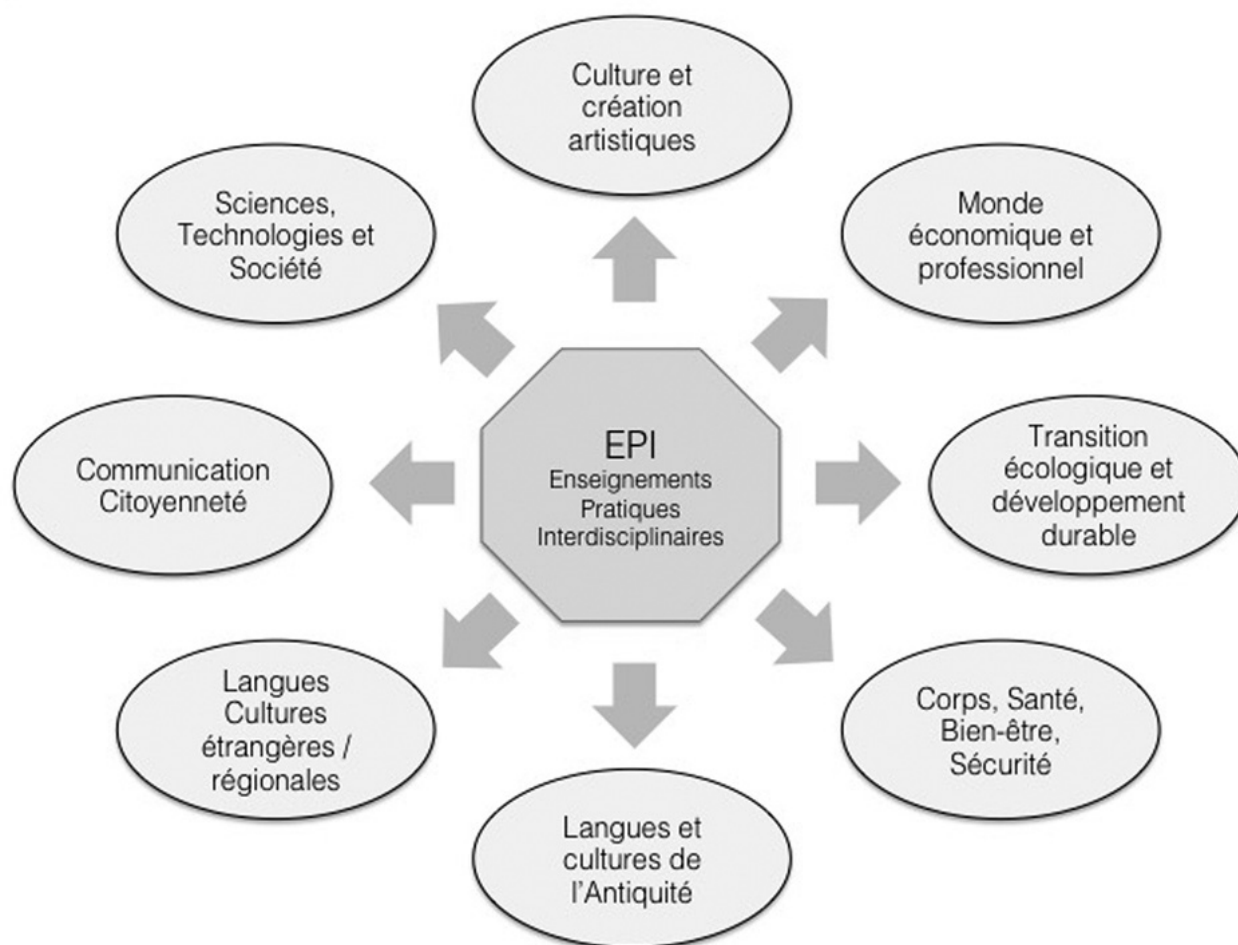 Culture et
création
artistiques
Sciences,
Technologies et
Société
Monde
économique et
professionnel
Communication
Citoyenneté
EPI
Enseignements
Pratiques
Interdisciplinaires
Transition
écologique et
développement
durable
Langues
Cultures
étrangères /
régionales
Corps, Santé,
Bien-être,
Sécurité
Langues et
cultures de
l'Antiquité